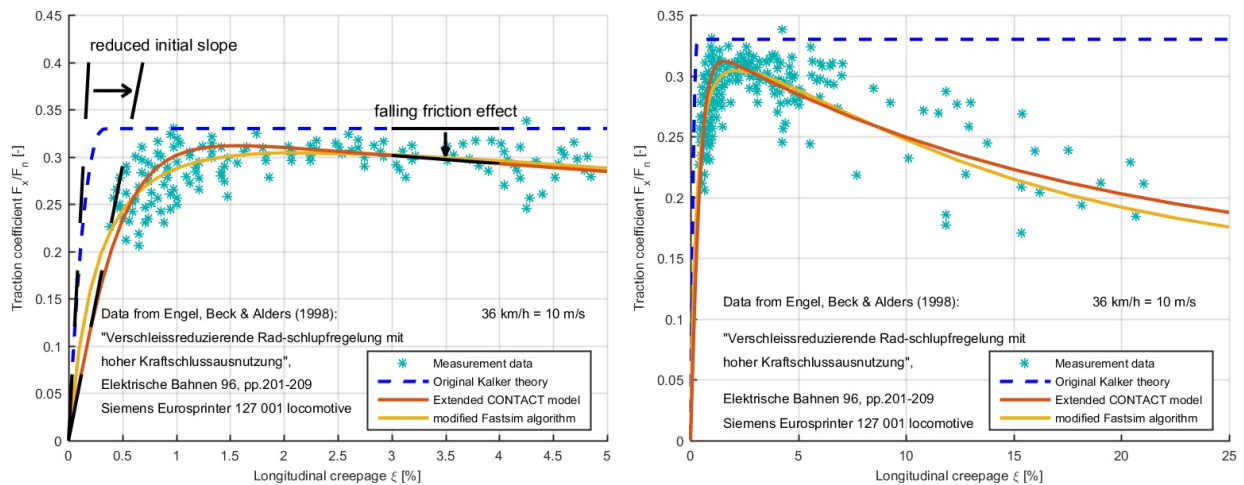 0.45
0.4
0.35
0.3
0.25
0.2
0.15
0.1
0.05
0
Traction coefficient Fx/Fn [-]
reduced initial slope
falling friction effect
Data from Engel, Beck & Alders (1998):
36 km/h = 10 m/s
"Verschleissreduzierende Rad-schlupfregelung mit
hoher Kraftschlussausnutzung",
Elektrische Bahnen 96, pp.201-209
Siemens Eurosprinter 127 001 locomotive
Measurement data
Original Kalker theory
Extended CONTACT model
modified Fastsim algorithm
0 0.5 1 1.5 2 2.5 3 3.5 4 4.5 5
Longitudinal creepage ξ [%]
0.35
0.3
0.25
0.2
0.15
0.1
0.05
0
Traction coefficient Fx/Fn [-]
Data from Engel, Beck & Alders (1998):
36 km/h = 10 m/s
"Verschleissreduzierende Rad-schlupfregelung mit
hoher Kraftschlussausnutzung",
Elektrische Bahnen 96, pp.201-209
Siemens Eurosprinter 127 001 locomotive
Measurement data
Original Kalker theory
Extended CONTACT model
modified Fastsim algorithm
0 5 10 15 20 25
Longitudinal creepage ξ [%]